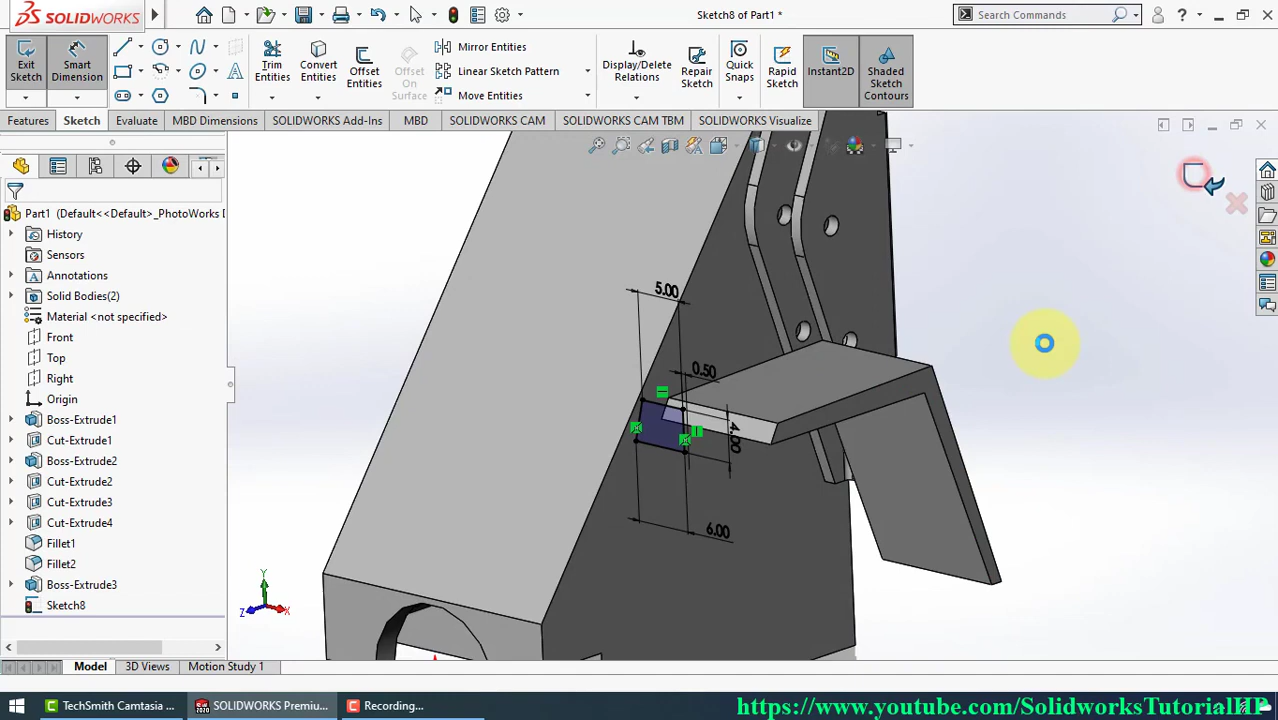 SOLIDWORKS
Sketch8 of Part1 *
Search Commands
Exit Sketch
Smart Dimension
Trim Entities
Convert Entities
Offset Entities
Offset On Surface
Mirror Entities
Linear Sketch Pattern
Move Entities
Display/Delete Relations
Repair Sketch
Quick Snaps
Rapid Sketch
Instant2D
Shaded Sketch Contours
Features
Sketch
Evaluate
MBD Dimensions
SOLIDWORKS Add-Ins
MBD
SOLIDWORKS CAM
SOLIDWORKS CAM TBM
SOLIDWORKS Visualize
Part1 (Default<<Default>_PhotoWorks D
History
Sensors
Annotations
Solid Bodies(2)
Material <not specified>
Front
Top
Right
Origin
Boss-Extrude1
Cut-Extrude1
Boss-Extrude2
Cut-Extrude2
Cut-Extrude3
Cut-Extrude4
Fillet1
Fillet2
Boss-Extrude3
Sketch8
5.00
0.50
4.00
6.00
Y
Z
X
Model
3D Views
Motion Study 1
TechSmith Camtasia ...
SOLIDWORKS Premiu...
Recording...
https://www.youtube.com/SolidworksTutorialHP